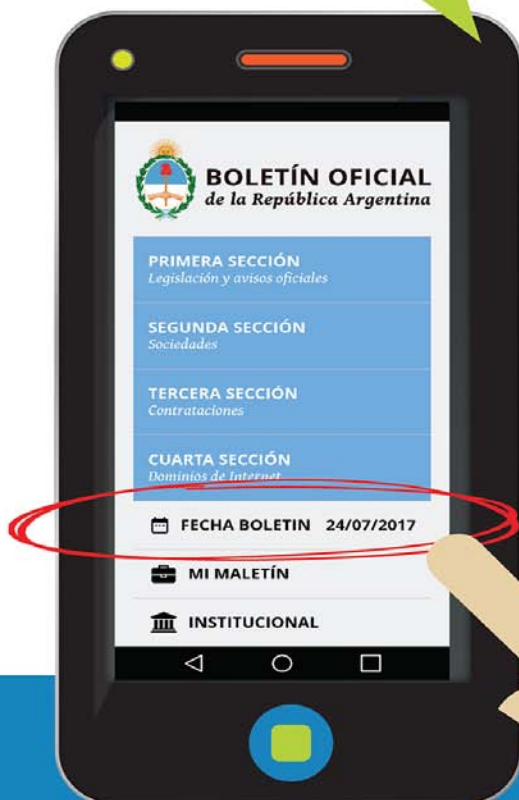 BOLETÍN OFICIAL
de la República Argentina
PRIMERA SECCIÓN
Legislación y avisos oficiales
SEGUNDA SECCIÓN
Sociedades
TERCERA SECCIÓN
Contrataciones
CUARTA SECCIÓN
Dominios de Internet
FECHA BOLETIN 24/07/2017
MI MALETÍN
INSTITUCIONAL